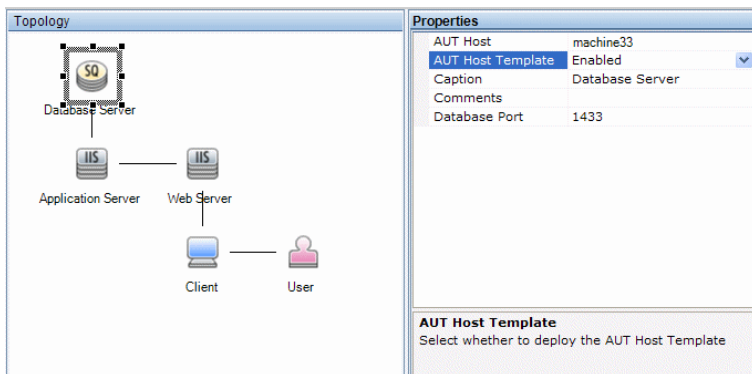 Topology
SQ
Database Server
IIS
IIS
Application Server
Web Server
Client
User
Properties
AUT Host machine33
AUT Host Template Enabled
Caption Database Server
Comments
Database Port 1433
AUT Host Template
Select whether to deploy the AUT Host Template